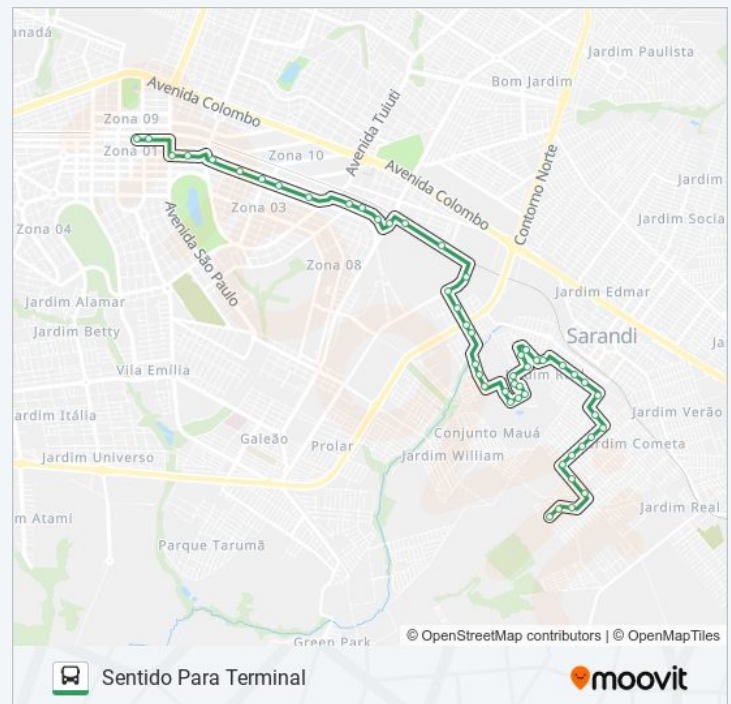 anadá
Jardim Paulista
Bom Jardim
Avenida Colombo
Avenida Tuiuti
Zona 09
Zona 01
Zona 10
Avenida Colombo
Contorno Norte
Jardim
Zona 03
Jardim Socia
Zona 04
Avenida São Paulo
Zona 08
Jardim Alamar
Jardim Edmar
Jardim Betty
Sarandi
Ja
Vila Emília
Jardim Real
Jardim Verão
ardim Itália
Galeão
Prolar
Conjunto Mauá
Jardim Cometa
Jardim Universo
Jardim William
m Atami
Jardim Real
Parque Tarumã
Green Park
© OpenStreetMap contributors | © OpenMapTiles
Sentido Para Terminal
moovit